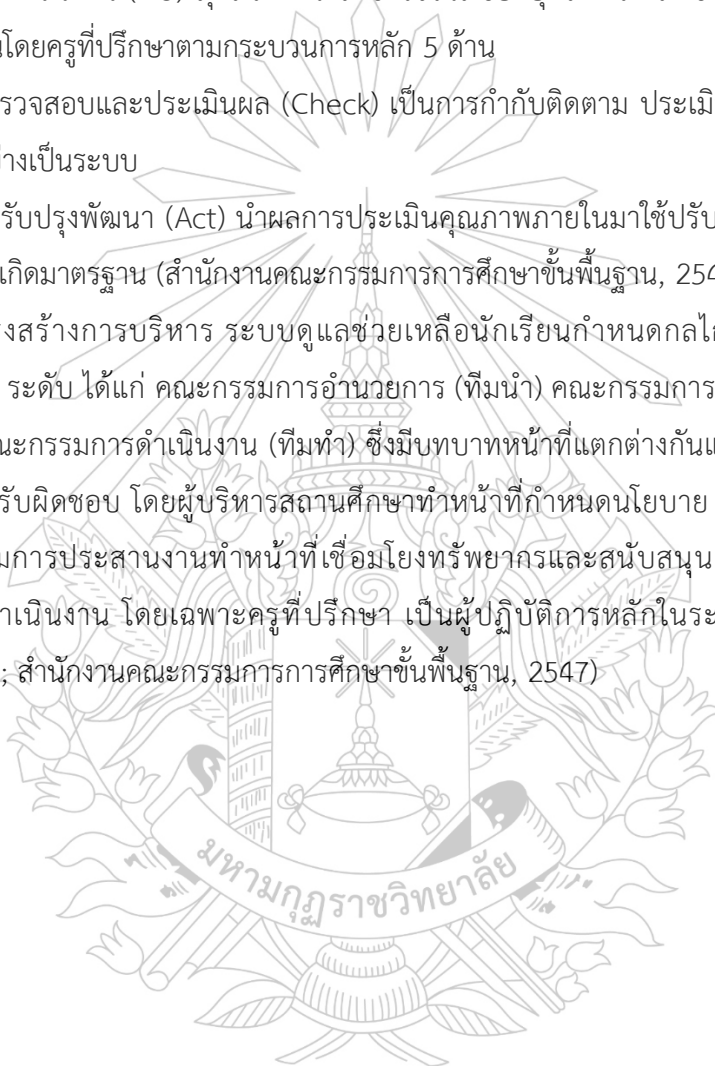 นโดยครูที่ปรึกษาตามกระบวนการหลัก 5 ด้าน
รวจสอบและประเมินผล (Check) เป็นการกำกับติดตาม ประเมิ
างเป็นระบบ
รับปรุงพัฒนา (Act) นำผลการประเมินคุณภาพภายในมาใช้ปรับ
เกิดมาตรฐาน (สำนักงานคณะกรรมการการศึกษาขั้นพื้นฐาน, 254
งสร้างการบริหาร ระบบดูแลช่วยเหลือนักเรียนกำหนดกลไก
ระดับ ได้แก่ คณะกรรมการอำนวยการ (ทีมนำ) คณะกรรมการ
ณะกรรมการดำเนินงาน (ทีมทำ) ซึ่งมีบทบาทหน้าที่แตกต่างกันแ
รับผิดชอบ โดยผู้บริหารสถานศึกษาทำหน้าที่กำหนดนโยบาย
มการประสานงานทำหน้าที่เชื่อมโยงทรัพยากรและสนับสนุน
าเนินงาน โดยเฉพาะครูที่ปรึกษา เป็นผู้ปฏิบัติการหลักในระ
; สำนักงานคณะกรรมการการศึกษาขั้นพื้นฐาน, 2547)
มหามกุฏราชวิทยาลัย